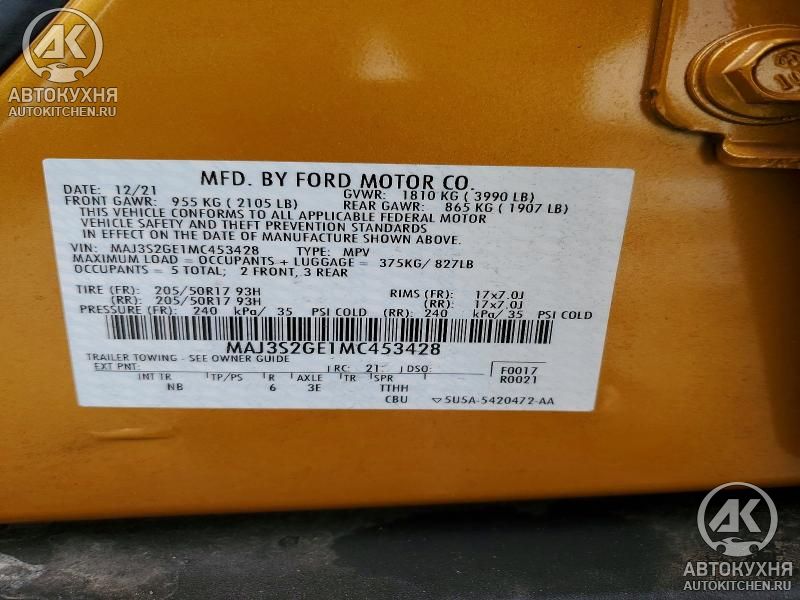 AK
АВТОКУХНЯ
AUTOKITCHEN.RU
MFD. BY FORD MOTOR CO.
DATE: 12/21 GVWR: 1810 KG ( 3990 LB)
FRONT GAWR: 955 KG ( 2105 LB) REAR GAWR: 865 KG ( 1907 LB)
THIS VEHICLE CONFORMS TO ALL APPLICABLE FEDERAL MOTOR
VEHICLE SAFETY AND THEFT PREVENTION STANDARDS
IN EFFECT ON THE DATE OF MANUFACTURE SHOWN ABOVE.
VIN: MAJ3S2GE1MC453428 TYPE: MPV
MAXIMUM LOAD = OCCUPANTS + LUGGAGE = 375KG/ 827LB
OCCUPANTS = 5 TOTAL; 2 FRONT, 3 REAR
TIRE (FR): 205/50R17 93H RIMS (FR): 17x7.0J
(RR): 205/50R17 93H (RR): 17x7.0J
PRESSURE (FR): 240 kPa/ 35 PSI COLD (RR): 240 kPa/ 35 PSI COLD
MAJ3S2GE1MC453428
TRAILER TOWING - SEE OWNER GUIDE
EXT PNT: RC: 21 DSO: F0017
R0021
INT TR TP/PS R AXLE TR SPR
NB 6 3E TTHH
CBU ▽5U5A-5420472-AA
AK
АВТОКУХНЯ
AUTOKITCHEN.RU